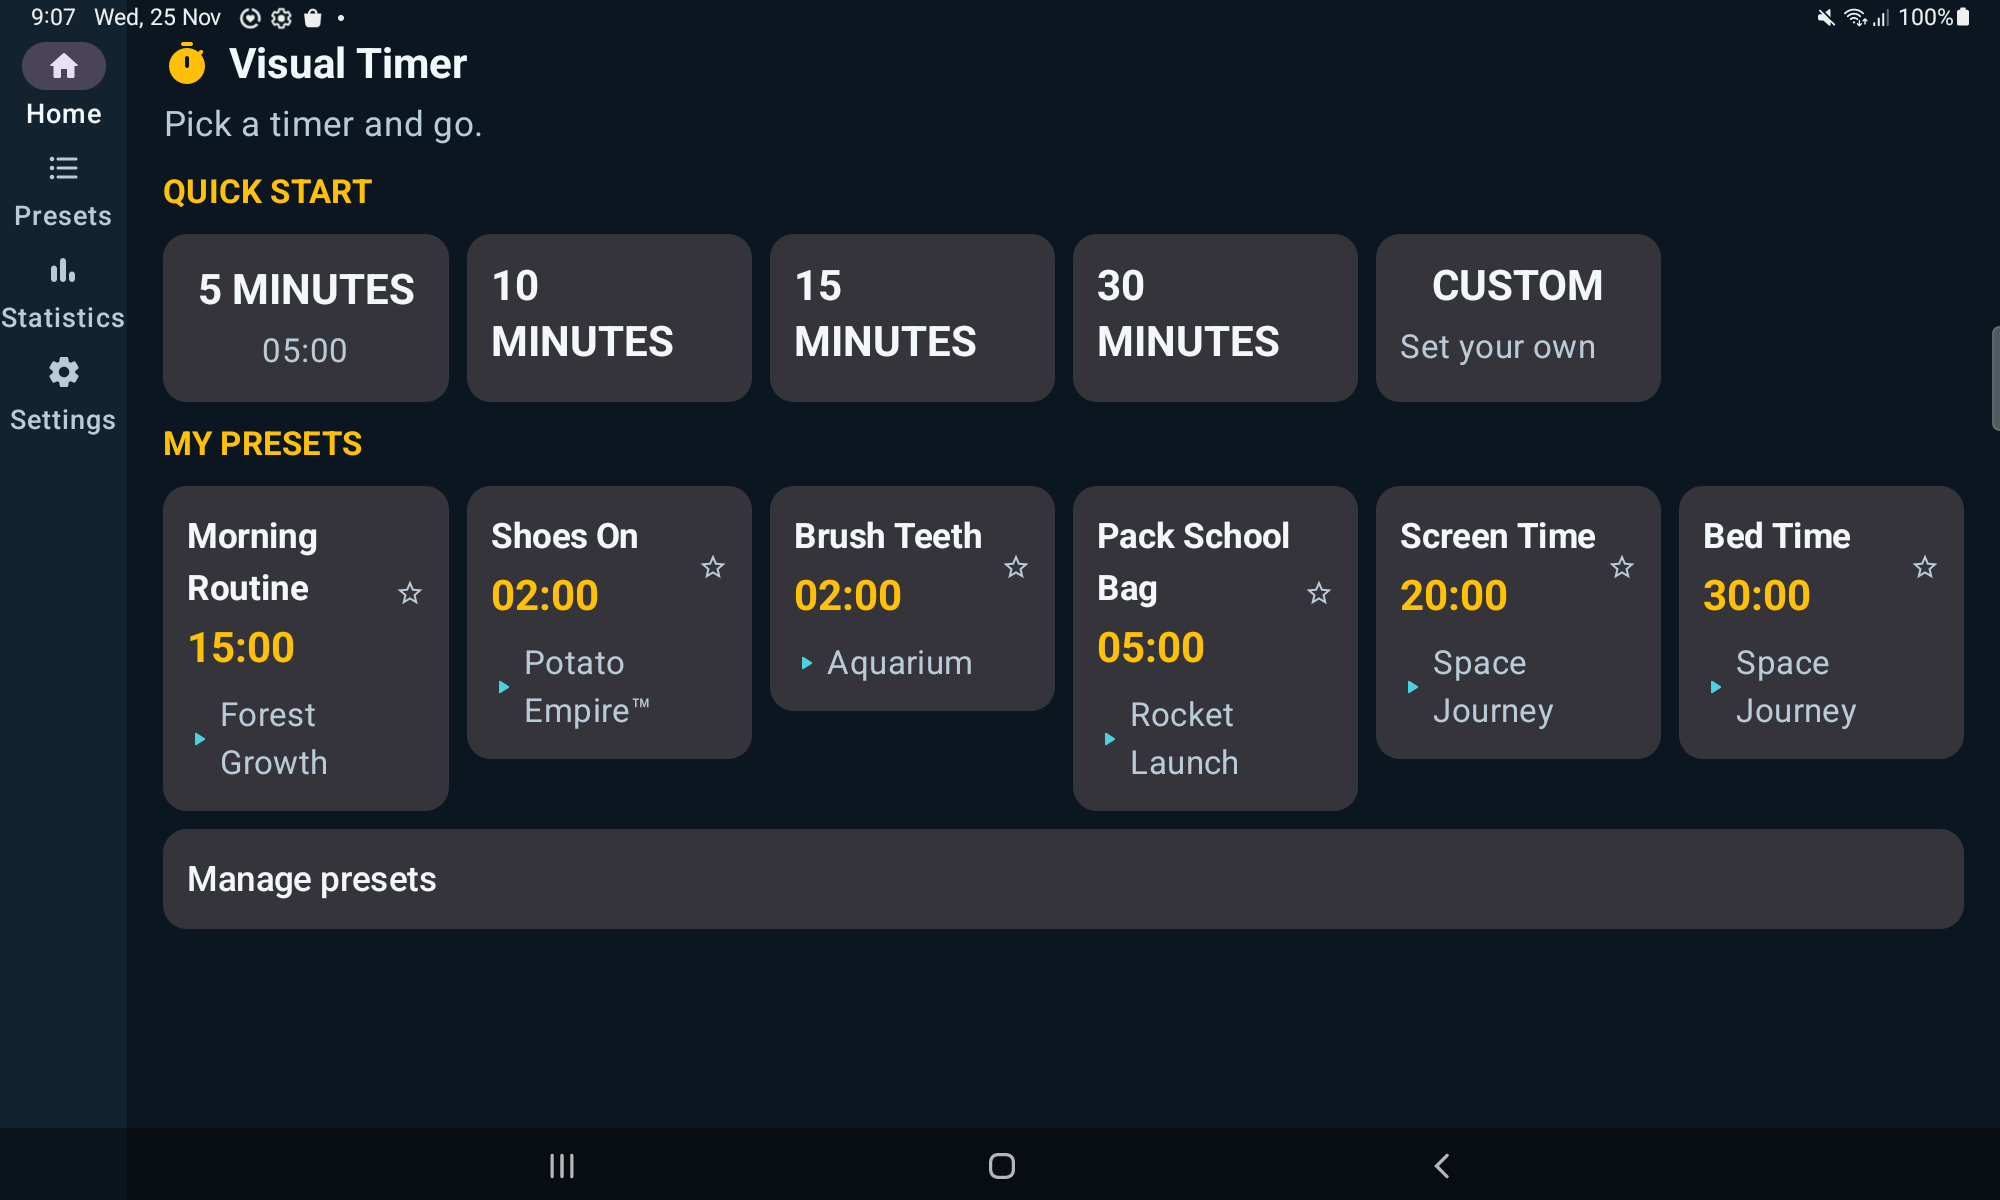 9:07 Wed, 25 Nov
100%
Home
Presets
Statistics
Settings
Visual Timer
Pick a timer and go.
QUICK START
5 MINUTES
05:00
10
MINUTES
15
MINUTES
30
MINUTES
CUSTOM
Set your own
MY PRESETS
Morning
Routine
15:00
Forest
Growth
Shoes On
02:00
Potato
Empire™
Brush Teeth
02:00
Aquarium
Pack School
Bag
05:00
Rocket
Launch
Screen Time
20:00
Space
Journey
Bed Time
30:00
Space
Journey
Manage presets